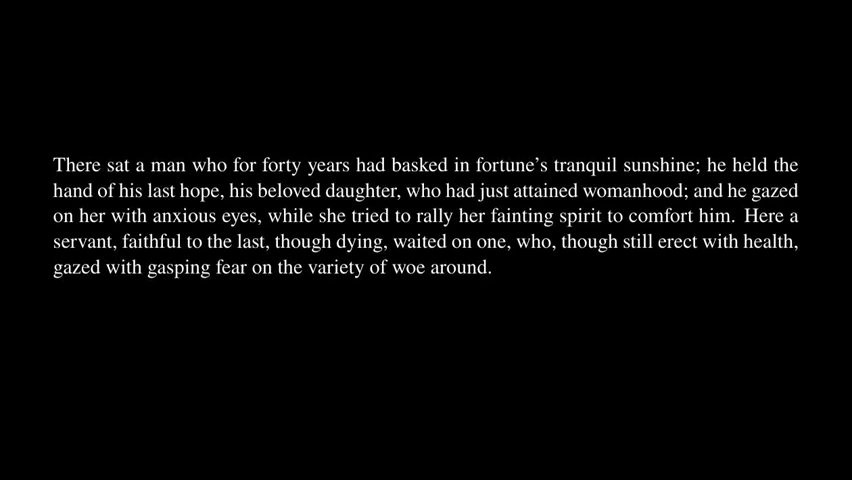 There sat a man who for forty years had basked in fortune’s tranquil sunshine; he held the
hand of his last hope, his beloved daughter, who had just attained womanhood; and he gazed
on her with anxious eyes, while she tried to rally her fainting spirit to comfort him. Here a
servant, faithful to the last, though dying, waited on one, who, though still erect with health,
gazed with gasping fear on the variety of woe around.